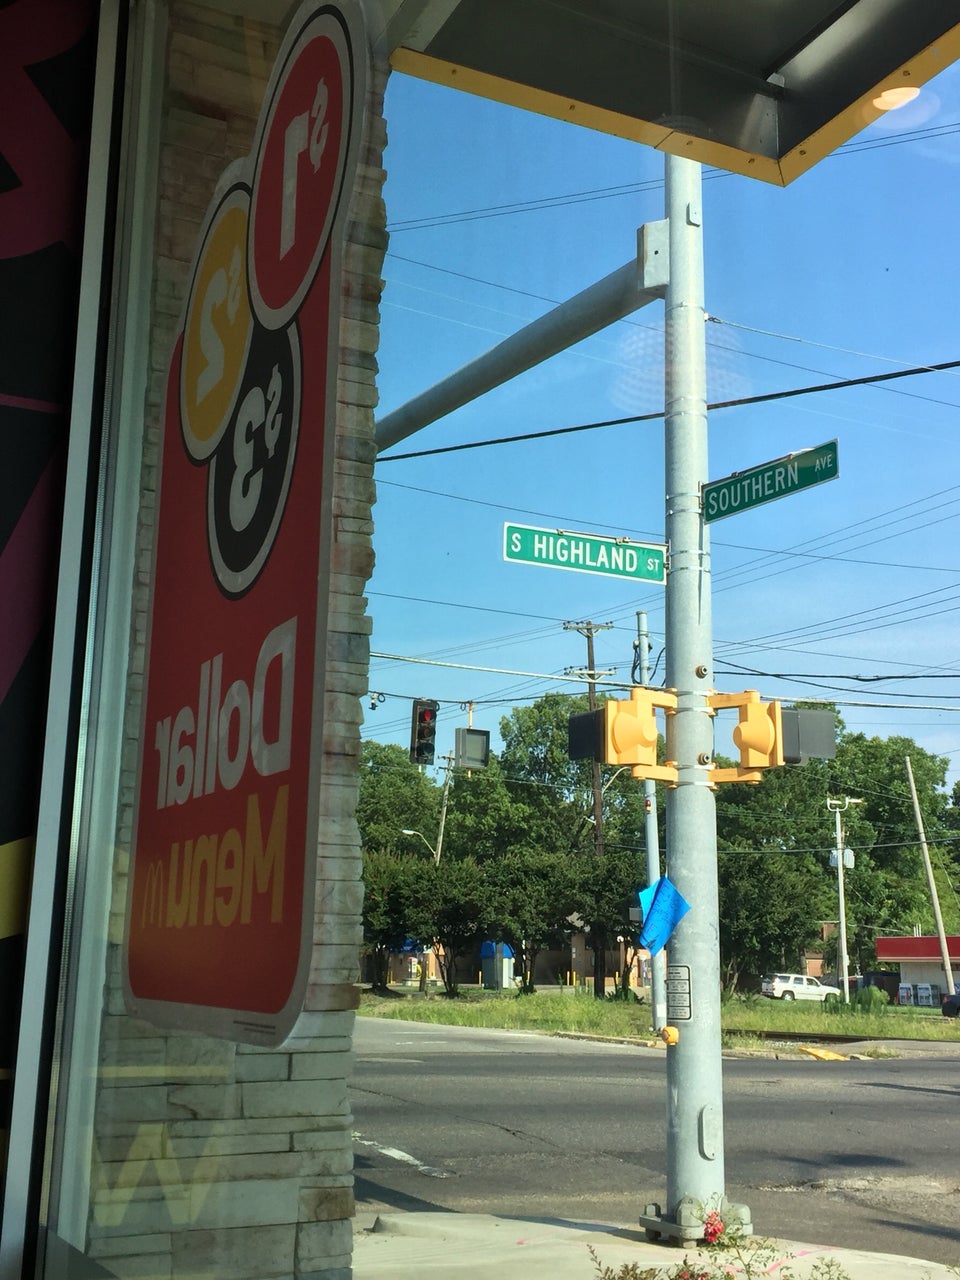 $1
$2
$3
Dollar
Menu
SOUTHERN AVE
S HIGHLAND ST